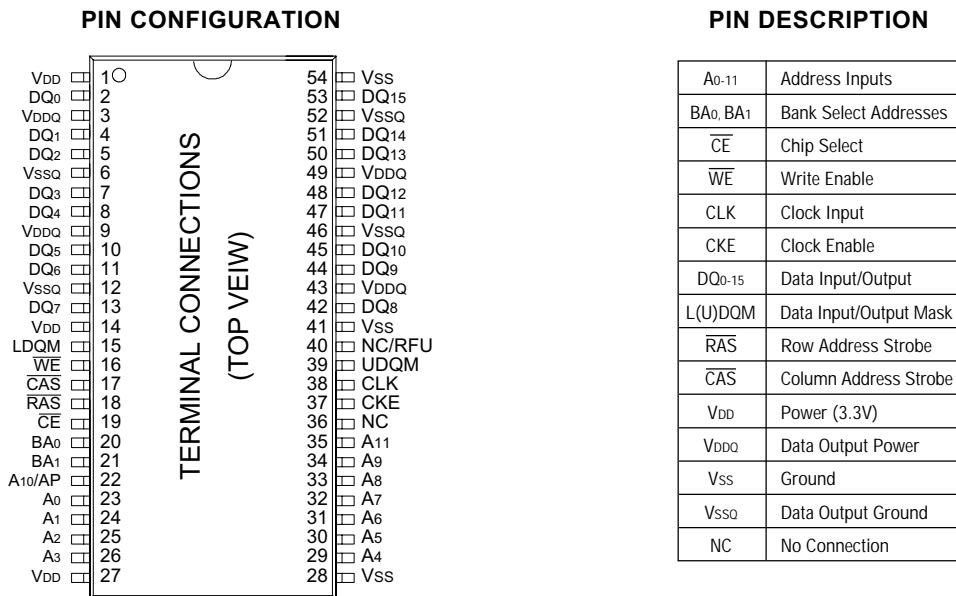 PIN CONFIGURATION
VDD 1 54 VSS
DQ0 2 53 DQ15
VDDQ 3 52 VSSQ
DQ1 4 51 DQ14
DQ2 5 50 DQ13
VSSQ 6 49 VDDQ
DQ3 7 48 DQ12
DQ4 8 47 DQ11
VDDQ 9 46 VSSQ
DQ5 10 45 DQ10
DQ6 11 44 DQ9
VSSQ 12 43 VDDQ
DQ7 13 42 DQ8
VDD 14 41 VSS
LDQM 15 40 NC/RFU
WE 16 39 UDQM
CAS 17 38 CLK
RAS 18 37 CKE
CE 19 36 NC
BA0 20 35 A11
BA1 21 34 A9
A10/AP 22 33 A8
A0 23 32 A7
A1 24 31 A6
A2 25 30 A5
A3 26 29 A4
VDD 27 28 VSS
TERMINAL CONNECTIONS
(TOP VEIW)
PIN DESCRIPTION
A0-11 Address Inputs
BA0, BA1 Bank Select Addresses
CE Chip Select
WE Write Enable
CLK Clock Input
CKE Clock Enable
DQ0-15 Data Input/Output
L(U)DQM Data Input/Output Mask
RAS Row Address Strobe
CAS Column Address Strobe
VDD Power (3.3V)
VDDQ Data Output Power
VSS Ground
VSSQ Data Output Ground
NC No Connection